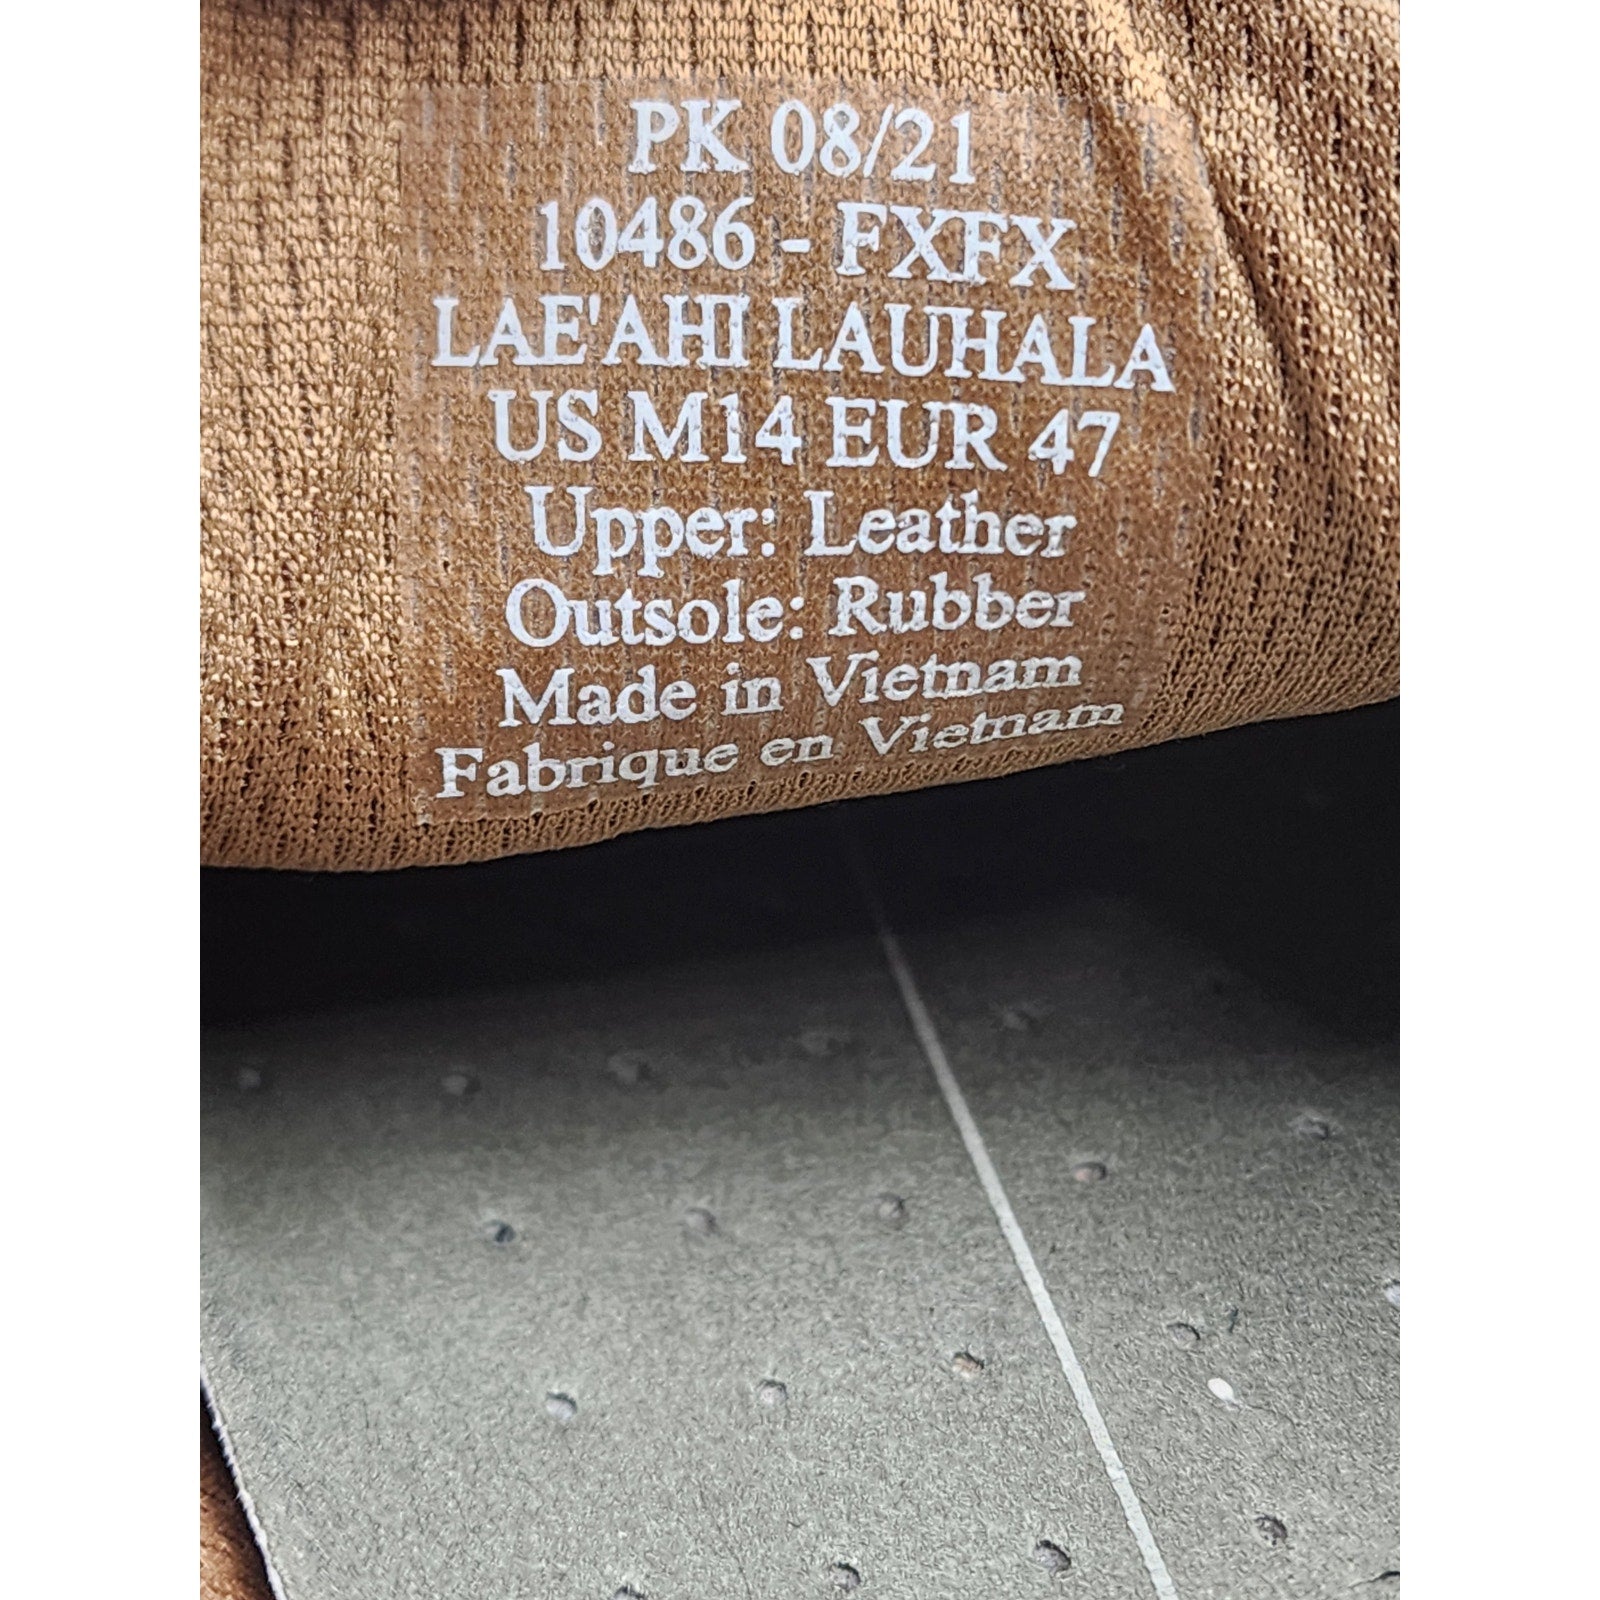 PK 08/21
10486 - FXFX
LAE'AHI LAUHALA
US M14 EUR 47
Upper: Leather
Outsole: Rubber
Made in Vietnam
Fabrique en Vietnam